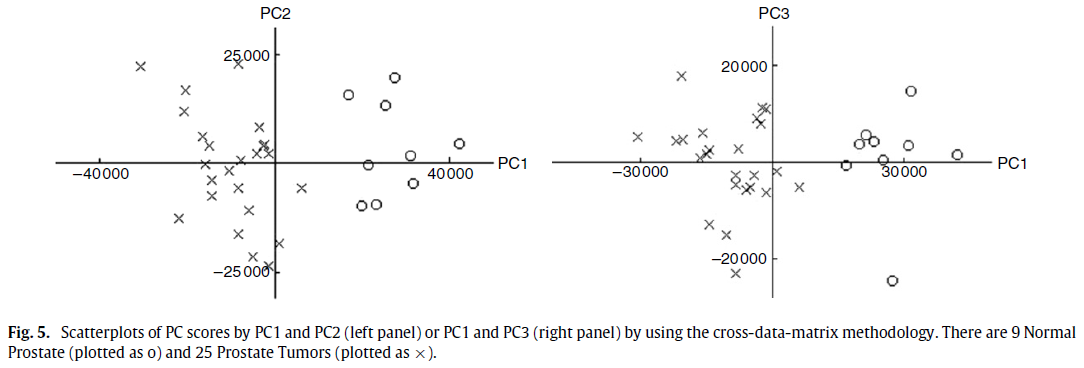 PC2
PC3
25000
20000
PC1
PC1
−40000
40000
−30000
30000
−20000
−25000
Fig. 5. Scatterplots of PC scores by PC1 and PC2 (left panel) or PC1 and PC3 (right panel) by using the cross-data-matrix methodology. There are 9 Normal
Prostate (plotted as o) and 25 Prostate Tumors (plotted as ×).